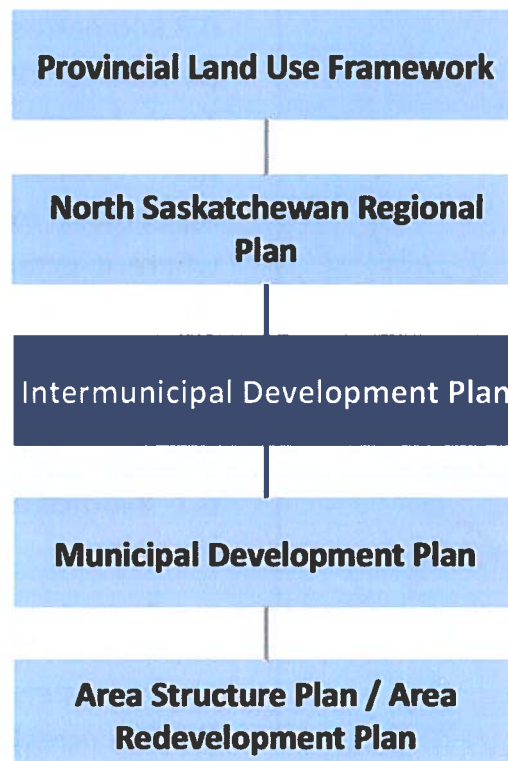 Provincial Land Use Framework
North Saskatchewan Regional
Plan
Intermunicipal Development Plan
Municipal Development Plan
Area Structure Plan / Area
Redevelopment Plan